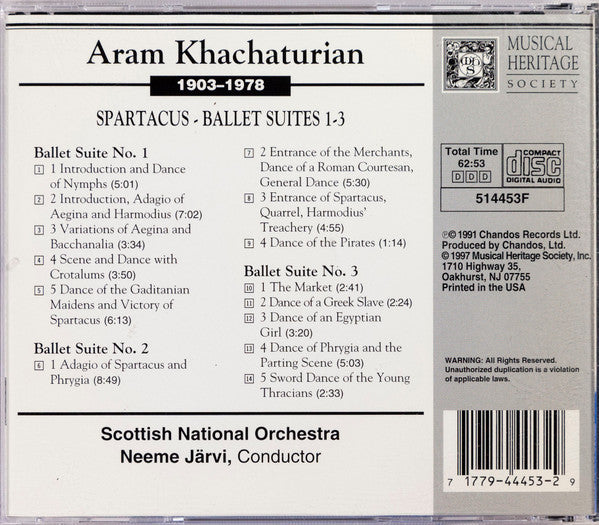 Aram Khachaturian
1903–1978
SPARTACUS - BALLET SUITES 1-3
Ballet Suite No. 1
1 1 Introduction and Dance
of Nymphs (5:01)
2 2 Introduction, Adagio of
Aegina and Harmodius (7:02)
3 3 Variations of Aegina and
Bacchanalia (3:34)
4 4 Scene and Dance with
Crotalums (3:50)
5 5 Dance of the Gaditanian
Maidens and Victory of
Spartacus (6:13)
Ballet Suite No. 2
6 1 Adagio of Spartacus and
Phrygia (8:49)
7 2 Entrance of the Merchants,
Dance of a Roman Courtesan,
General Dance (5:30)
8 3 Entrance of Spartacus,
Quarrel, Harmodius'
Treachery (4:55)
9 4 Dance of the Pirates (1:14)
Ballet Suite No. 3
10 1 The Market (2:41)
11 2 Dance of a Greek Slave (2:24)
12 3 Dance of an Egyptian
Girl (3:20)
13 4 Dance of Phrygia and the
Parting Scene (5:03)
14 5 Sword Dance of the Young
Thracians (2:33)
Scottish National Orchestra
Neeme Järvi, Conductor
MUSICAL
HERITAGE
SOCIETY
Total Time
62:53
D D D
COMPACT
disc
DIGITAL AUDIO
514453F
℗© 1991 Chandos Records Ltd.
Produced by Chandos, Ltd.
© 1997 Musical Heritage Society, Inc.
1710 Highway 35,
Oakhurst, NJ 07755
Printed in the USA
WARNING: All Rights Reserved.
Unauthorized duplication is a violation
of applicable laws.
7 1779-44453-2 9